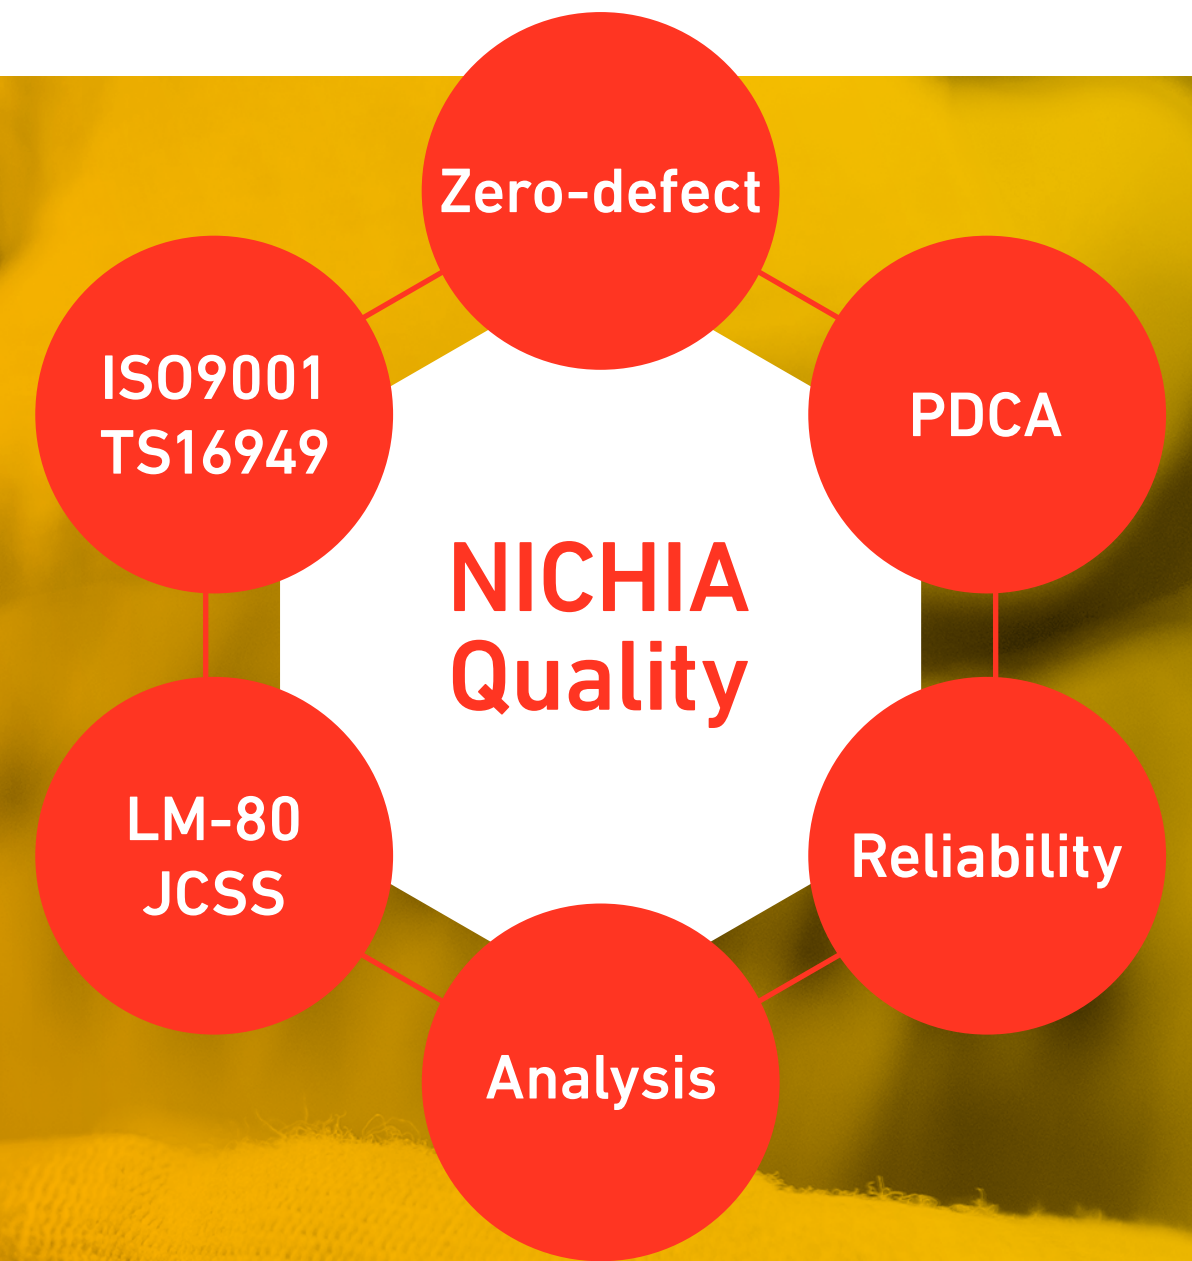 Zero-defect
ISO9001
TS16949
PDCA
NICHIA
Quality
LM-80
JCSS
Reliability
Analysis